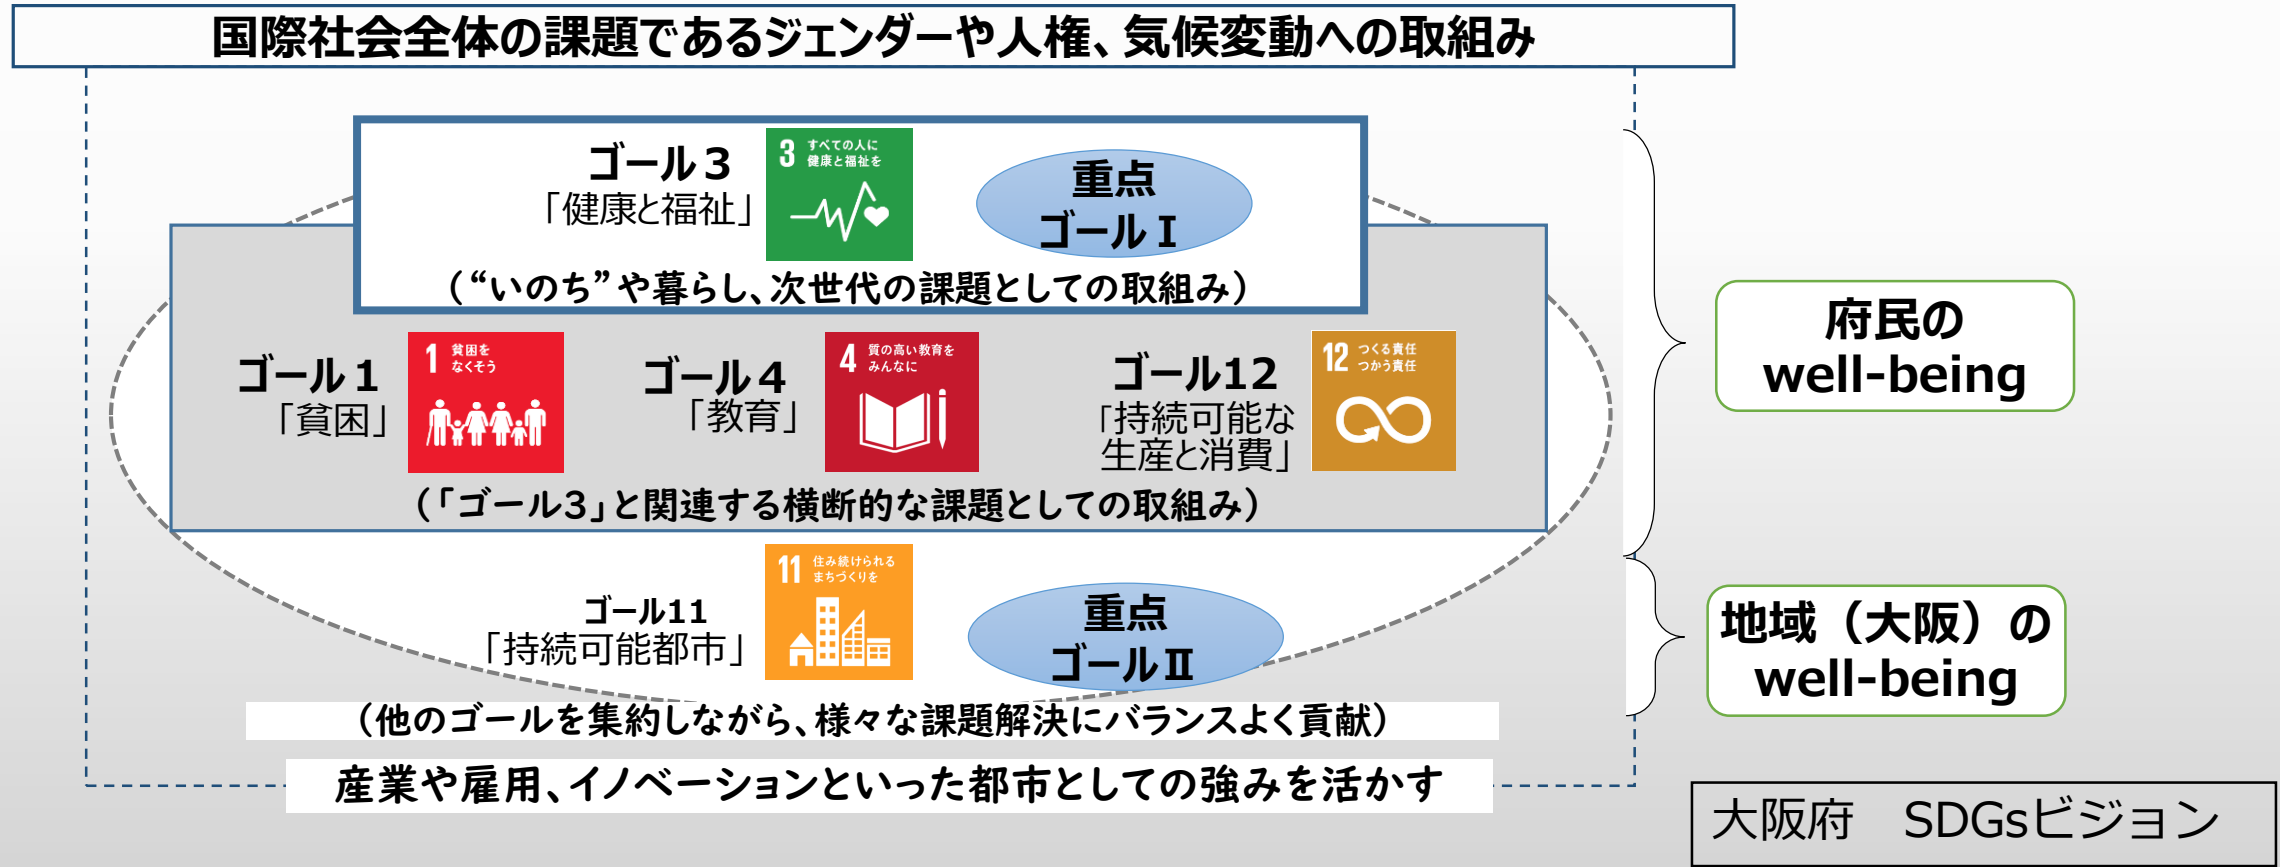 国際社会全体の課題であるジェンダーや人権、気候変動への取組み
ゴール３
「健康と福祉」
3 すべての人に
健康と福祉を
重点
ゴールⅠ
（“いのち”や暮らし、次世代の課題としての取組み）
ゴール１
「貧困」
1 貧困を
なくそう
ゴール４
「教育」
4 質の高い教育を
みんなに
ゴール12
「持続可能な
生産と消費」
12 つくる責任
つかう責任
（「ゴール3」と関連する横断的な課題としての取組み）
府民の
well-being
ゴール11
「持続可能都市」
11 住み続けられる
まちづくりを
重点
ゴールⅡ
（他のゴールを集約しながら、様々な課題解決にバランスよく貢献）
産業や雇用、イノベーションといった都市としての強みを活かす
地域（大阪）の
well-being
大阪府　SDGsビジョン